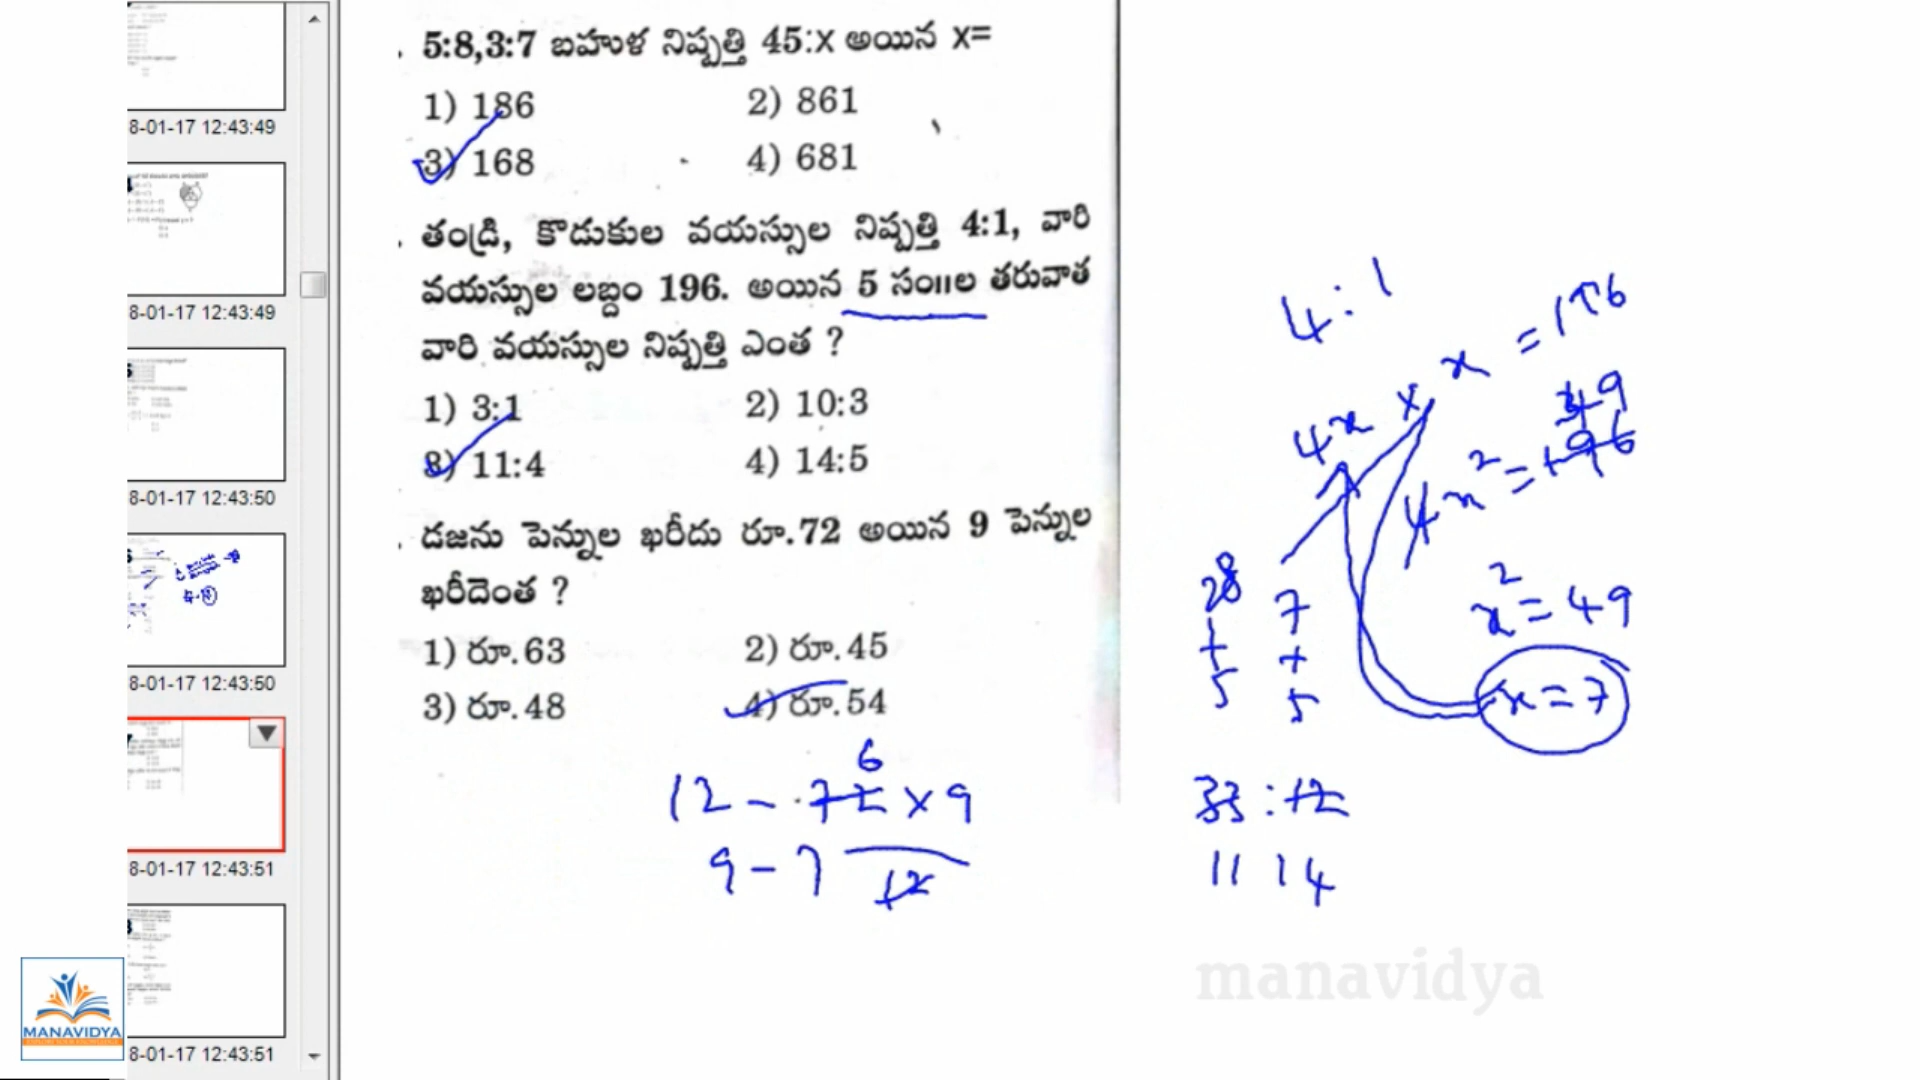 8-01-17 12:43:49
8-01-17 12:43:49
8-01-17 12:43:50
8-01-17 12:43:50
8-01-17 12:43:51
8-01-17 12:43:51
MANAVIDYA
. 5:8,3:7 బహుళ నిష్పత్తి 45:x అయిన x=
1) 186 2) 861
3) 168 4) 681
. తండ్రి, కొడుకుల వయస్సుల నిష్పత్తి 4:1, వారి
వయస్సుల లబ్దం 196. అయిన 5 సం॥ల తరువాత
వారి వయస్సుల నిష్పత్తి ఎంత ?
1) 3:1 2) 10:3
3) 11:4 4) 14:5
. డజను పెన్నుల ఖరీదు రూ.72 అయిన 9 పెన్నుల
ఖరీదెంత ?
1) రూ.63 2) రూ.45
3) రూ.48 4) రూ.54
6
12 - 72 × 9
9 - ?
12
4 : 1
4x × x = 196
49
4x² = 196
x² = 49
x = 7
28 7
+ +
5 5
33 : 12
11 : 4
manavidya